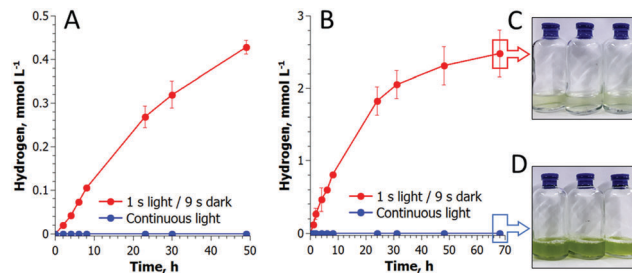 A
Hydrogen, mmol L⁻¹
0.4
0.3
0.2
0.1
0
1 s light / 9 s dark
Continuous light
0 10 20 30 40 50
Time, h
B
Hydrogen, mmol L⁻¹
3
2
1
0
1 s light / 9 s dark
Continuous light
0 10 20 30 40 50 60 70
Time, h
C
D